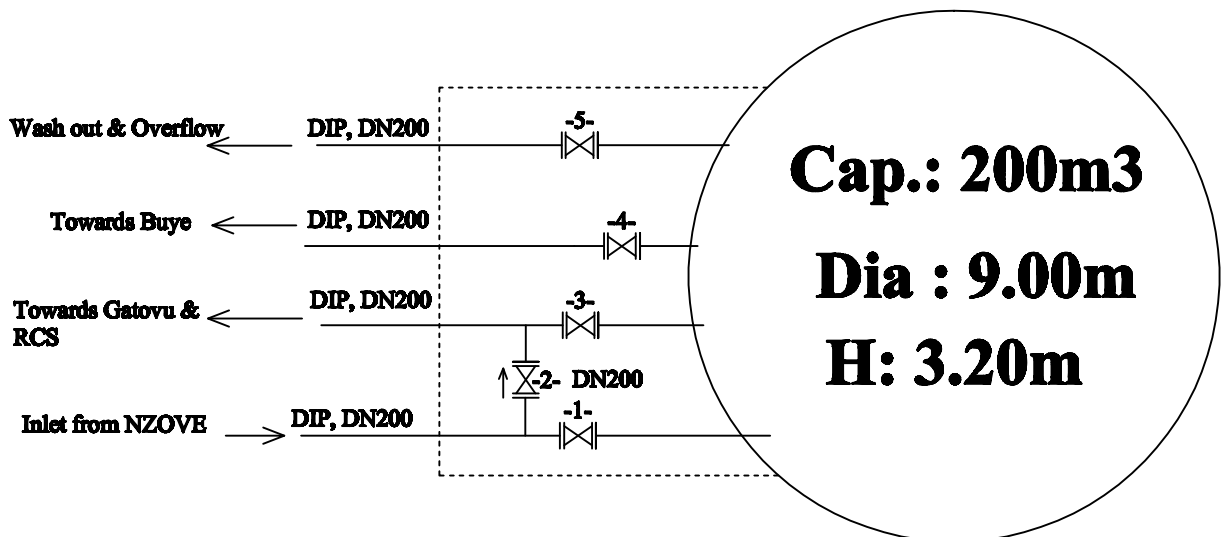 Wash out & Overflow
DIP, DN200
-5-
Towards Buye
DIP, DN200
-4-
Towards Gatovu &
RCS
DIP, DN200
-3-
-2- DN200
Inlet from NZOVE
DIP, DN200
-1-
Cap.: 200m3
Dia : 9.00m
H: 3.20m